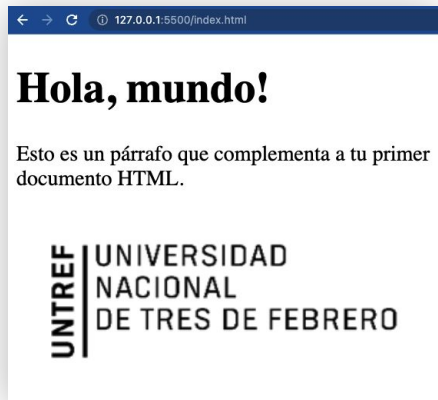 127.0.0.1:5500/index.html
Hola, mundo!
Esto es un párrafo que complementa a tu primer
documento HTML.
UNTREF
UNIVERSIDAD
NACIONAL
DE TRES DE FEBRERO